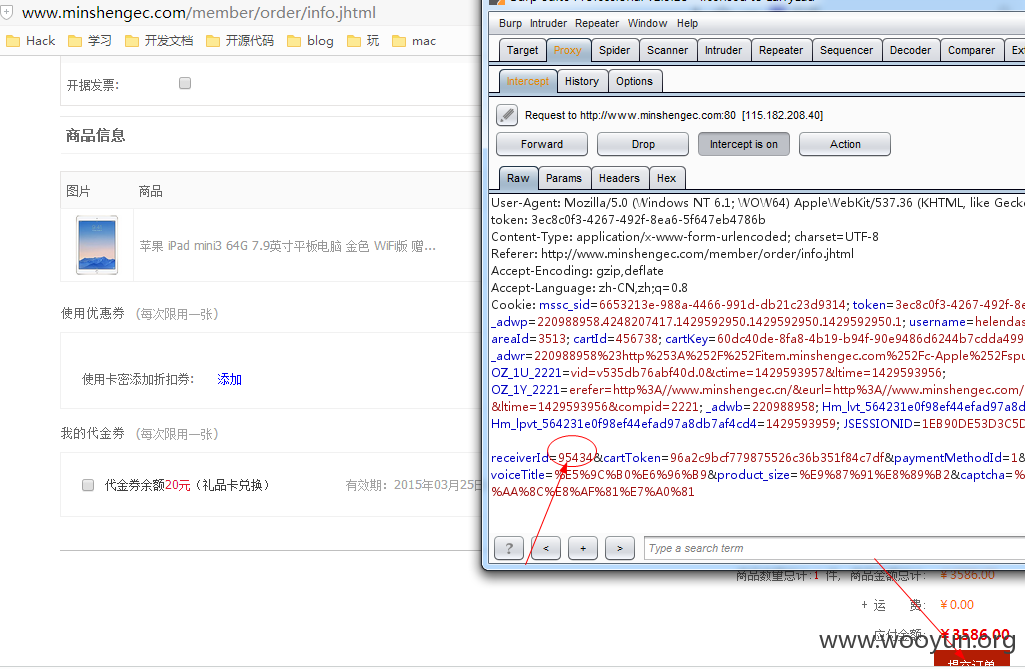 www.minshengec.com/member/order/info.jhtml
Hack 学习 开发文档 开源代码 blog 玩 mac
开据发票:
商品信息
图片 商品
苹果 iPad mini3 64G 7.9英寸平板电脑 金色 WiFi版 赠...
使用优惠券 (每次限用一张)
使用卡密添加折扣券: 添加
我的代金券 (每次限用一张)
代金券余额20元 (礼品卡兑换) 有效期: 2015年03月25日
Burp Intruder Repeater Window Help
Target Proxy Spider Scanner Intruder Repeater Sequencer Decoder Comparer Ext
Intercept History Options
Request to http://www.minshengec.com:80 [115.182.208.40]
Forward Drop Intercept is on Action
Raw Params Headers Hex
User-Agent: Mozilla/5.0 (Windows NT 6.1; WOW64) AppleWebKit/537.36 (KHTML, like Gecko
token: 3ec8c0f3-4267-492f-8ea6-5f647eb4786b
Content-Type: application/x-www-form-urlencoded; charset=UTF-8
Referer: http://www.minshengec.com/member/order/info.jhtml
Accept-Encoding: gzip,deflate
Accept-Language: zh-CN,zh;q=0.8
Cookie: mssc_sid=6653213e-988a-4466-991d-db21c23d9314; token=3ec8c0f3-4267-492f-8e
_adwp=220988958.4248207417.1429592950.1429592950.1429592950.1; username=helendas
areaId=3513; cartId=456738; cartKey=60dc40de-8fa8-4b19-b94f-90e9486d6244b7cdda499
_adwr=220988958%23http%253A%252F%252Fitem.minshengec.com%252Fc-Apple%252Fspu
OZ_1U_2221=vid=v535db76abf40d.0&ctime=1429593957&ltime=1429593956;
OZ_1Y_2221=erefer=http%3A//www.minshengec.cn/&eurl=http%3A//www.minshengec.com/
&ltime=1429593956&compid=2221; _adwb=220988958; Hm_lvt_564231e0f98ef44efad97a8d
Hm_lpvt_564231e0f98ef44efad97a8db7af4cd4=1429593959; JSESSIONID=1EB90DE53D3C5D
receiverId=95434&cartToken=96a2c9bcf779875526c36b351f84c7df&paymentMethodId=1&
voiceTitle=%E5%9C%B0%E6%96%B9&product_size=%E9%87%91%E8%89%B2&captcha=%
%AA%8C%E8%AF%81%E7%A0%81
? < + > Type a search term
商品数量总计:1 件, 商品金额总计: ￥3586.00
+ 运 费: ￥0.00
应付金额: ￥3586.00
提交订单
www.wooyun.org